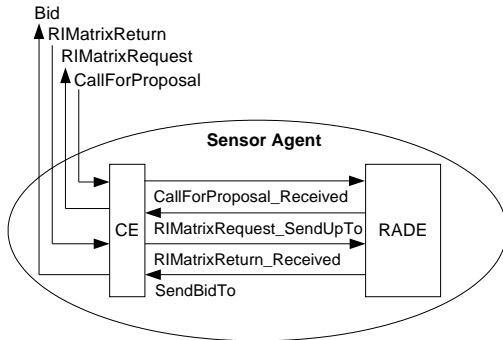 Bid
RIMatrixReturn
RIMatrixRequest
CallForProposal
Sensor Agent
CE
RADE
CallForProposal_Received
RIMatrixRequest_SendUpTo
RIMatrixReturn_Received
SendBidTo